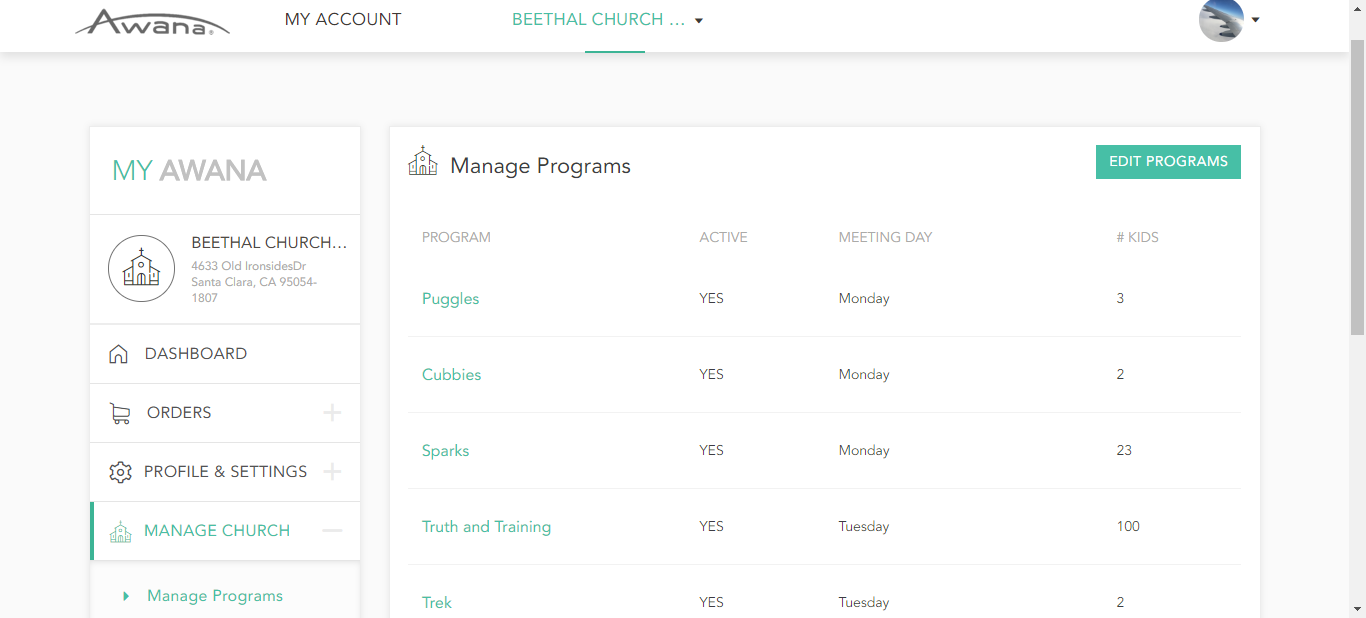 Awana®
MY ACCOUNT
BEETHAL CHURCH ...
MY AWANA
BEETHAL CHURCH...
4633 Old IronsidesDr
Santa Clara, CA 95054-
1807
DASHBOARD
ORDERS
PROFILE & SETTINGS
MANAGE CHURCH
Manage Programs
Manage Programs
EDIT PROGRAMS
PROGRAM ACTIVE MEETING DAY # KIDS
Puggles YES Monday 3
Cubbies YES Monday 2
Sparks YES Monday 23
Truth and Training YES Tuesday 100
Trek YES Tuesday 2